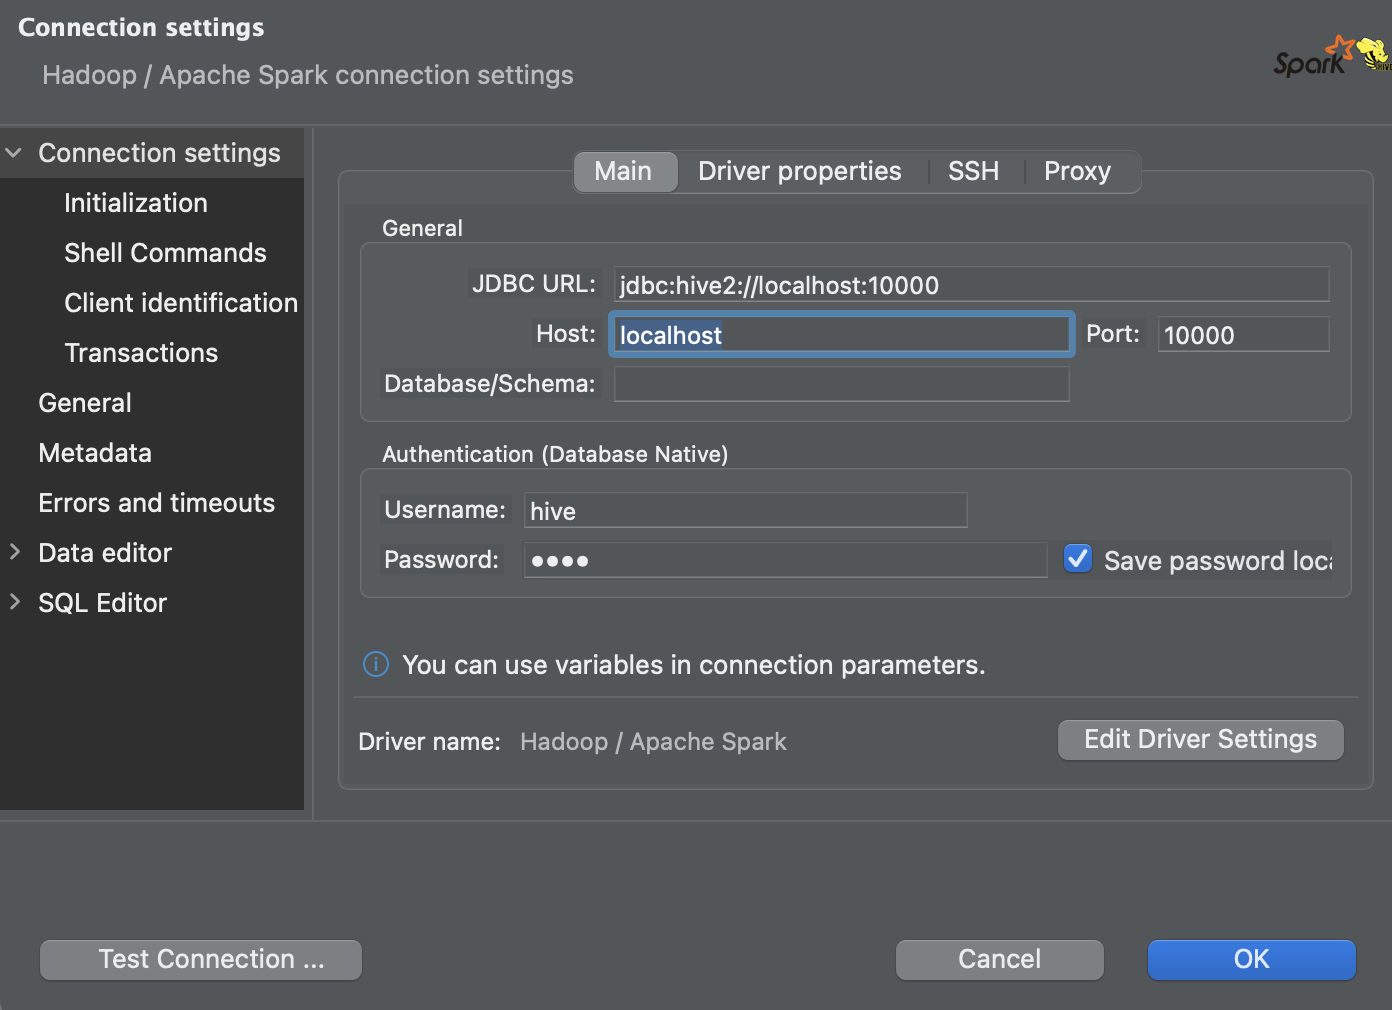 Connection settings
Hadoop / Apache Spark connection settings
Spark
HIVE
Connection settings
Initialization
Shell Commands
Client identification
Transactions
General
Metadata
Errors and timeouts
Data editor
SQL Editor
Main Driver properties SSH Proxy
General
JDBC URL: jdbc:hive2://localhost:10000
Host: localhost Port: 10000
Database/Schema:
Authentication (Database Native)
Username: hive
Password: ●●●● Save password loca
You can use variables in connection parameters.
Driver name: Hadoop / Apache Spark Edit Driver Settings
Test Connection ... Cancel OK